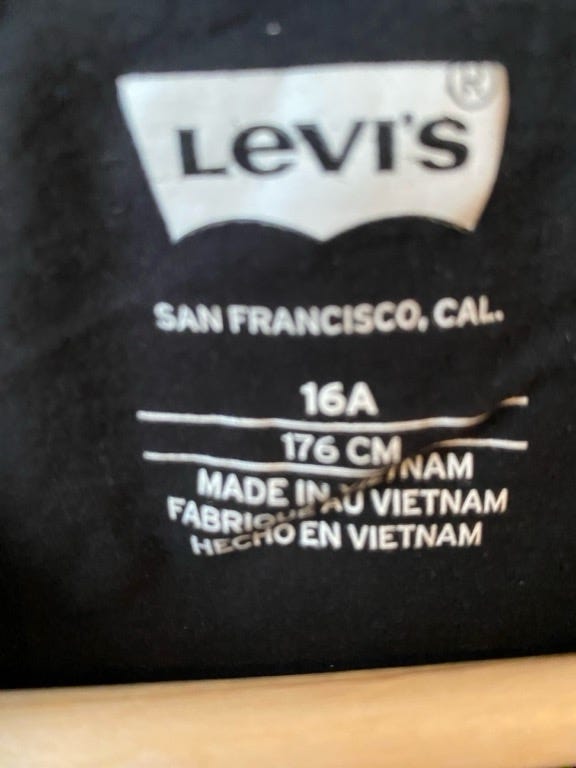 LEVI'S ®
SAN FRANCISCO, CAL.
16A
176 CM
MADE IN VIETNAM
FABRIQUÉ AU VIETNAM
HECHO EN VIETNAM